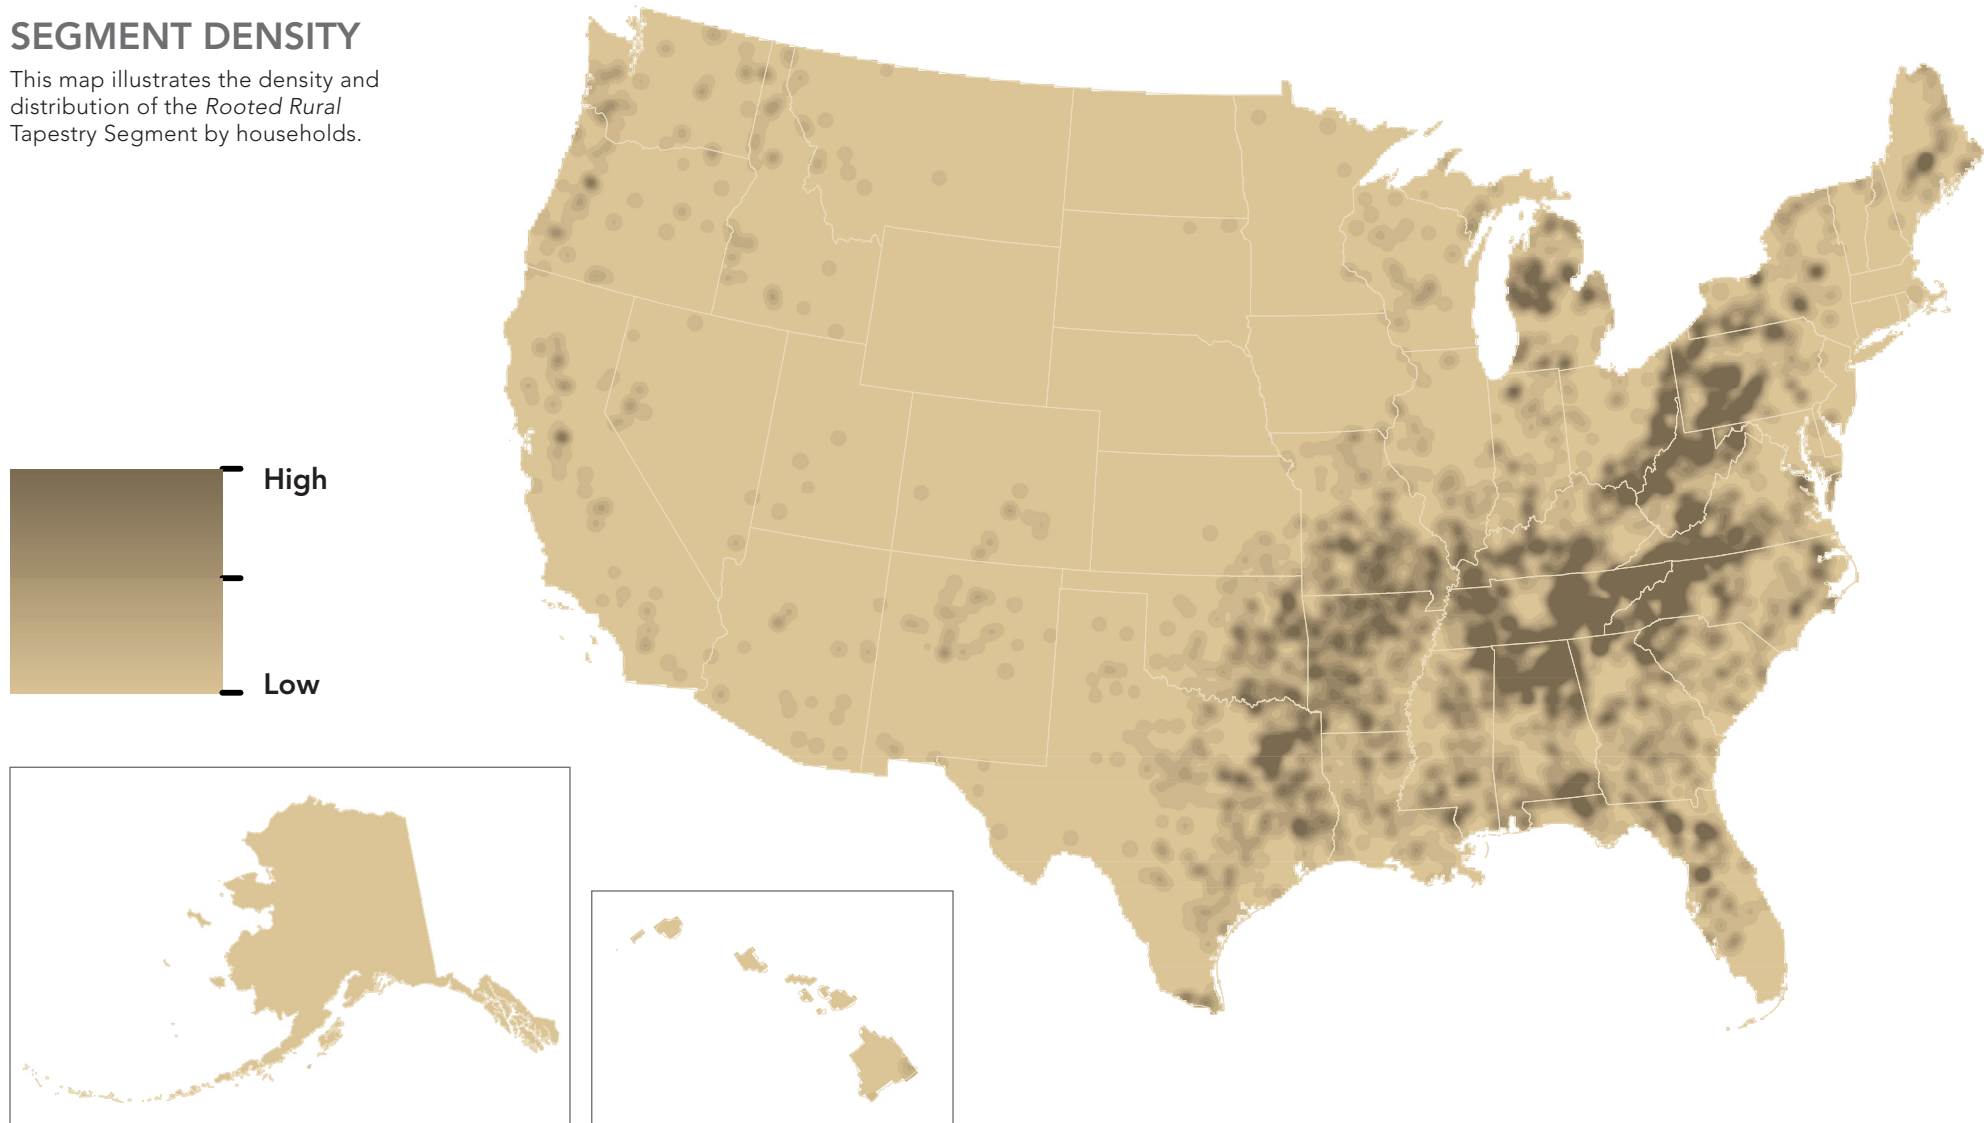 SEGMENT DENSITY
This map illustrates the density and
distribution of the Rooted Rural
Tapestry Segment by households.
High
Low